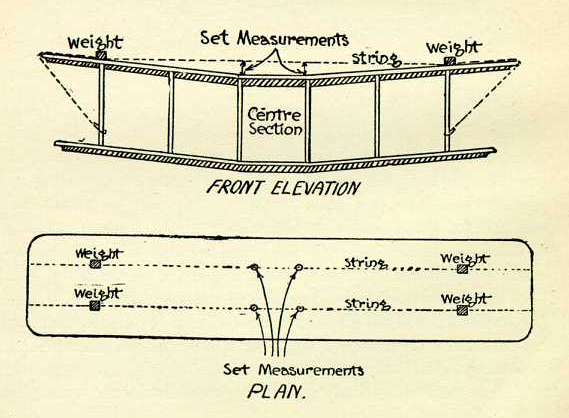 Set Measurements
Weight
string
Weight
Centre
Section
FRONT ELEVATION
Weight
string
Weight
Weight
string
Weight
Set Measurements
PLAN.